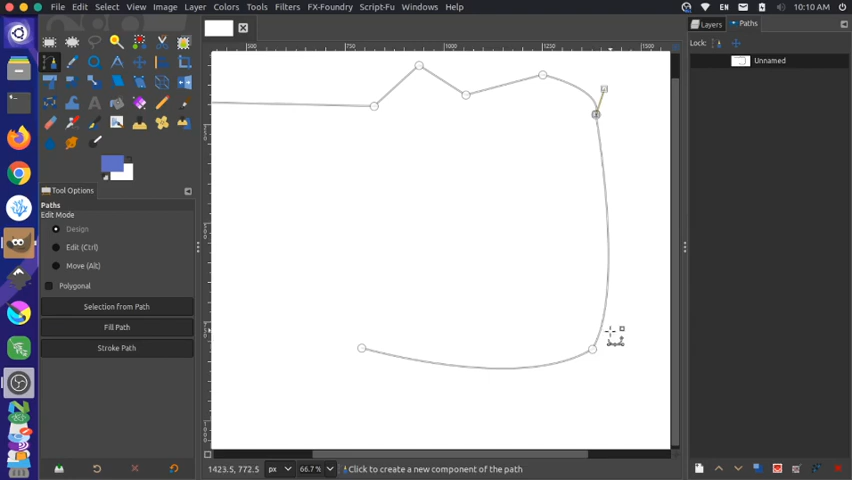 File Edit Select View Image Layer Colors Tools Filters FX-Foundry Script-Fu Windows EN 10:10 AM
Layers Paths
Lock:
Unnamed
500 750 1000 1250 1500
Tool Options
Paths
Edit Mode
Design
Edit (Ctrl)
Move (Alt)
Polygonal
Selection from Path
Fill Path
Stroke Path
1423.5, 772.5 px 66.7% Click to create a new component of the path